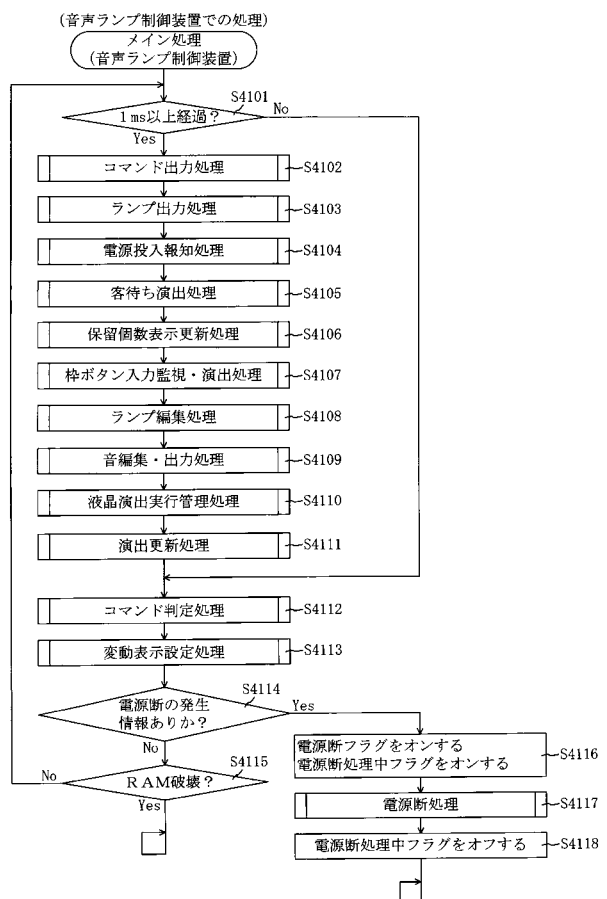 (音声ランプ制御装置での処理)
メイン処理
(音声ランプ制御装置)
S4101
1ms以上経過？
No
Yes
コマンド出力処理
S4102
ランプ出力処理
S4103
電源投入報知処理
S4104
客待ち演出処理
S4105
保留個数表示更新処理
S4106
枠ボタン入力監視・演出処理
S4107
ランプ編集処理
S4108
音編集・出力処理
S4109
液晶演出実行管理処理
S4110
演出更新処理
S4111
コマンド判定処理
S4112
変動表示設定処理
S4113
S4114
電源断の発生
情報ありか？
Yes
No
S4115
No
RAM破壊？
Yes
電源断フラグをオンする
電源断処理中フラグをオンする
S4116
電源断処理
S4117
電源断処理中フラグをオフする
S4118